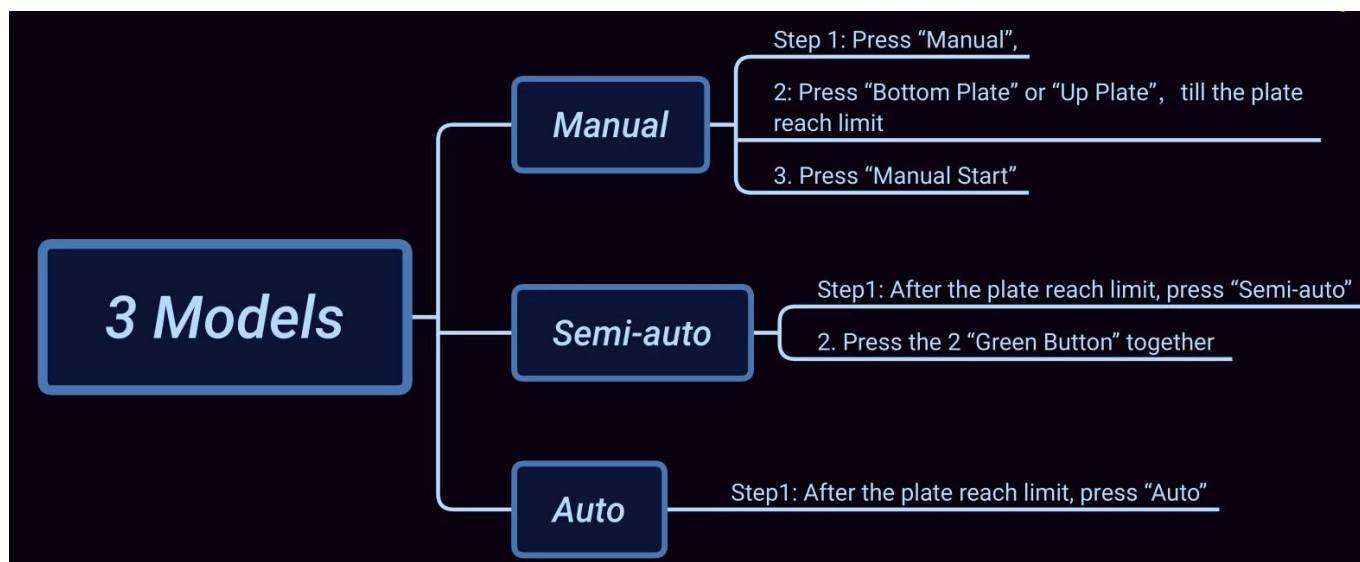 3 Models
Manual
Step 1: Press “Manual”,
2: Press “Bottom Plate” or “Up Plate”， till the plate
reach limit
3. Press “Manual Start”
Semi-auto
Step1: After the plate reach limit, press “Semi-auto”
2. Press the 2 “Green Button” together
Auto
Step1: After the plate reach limit, press “Auto”